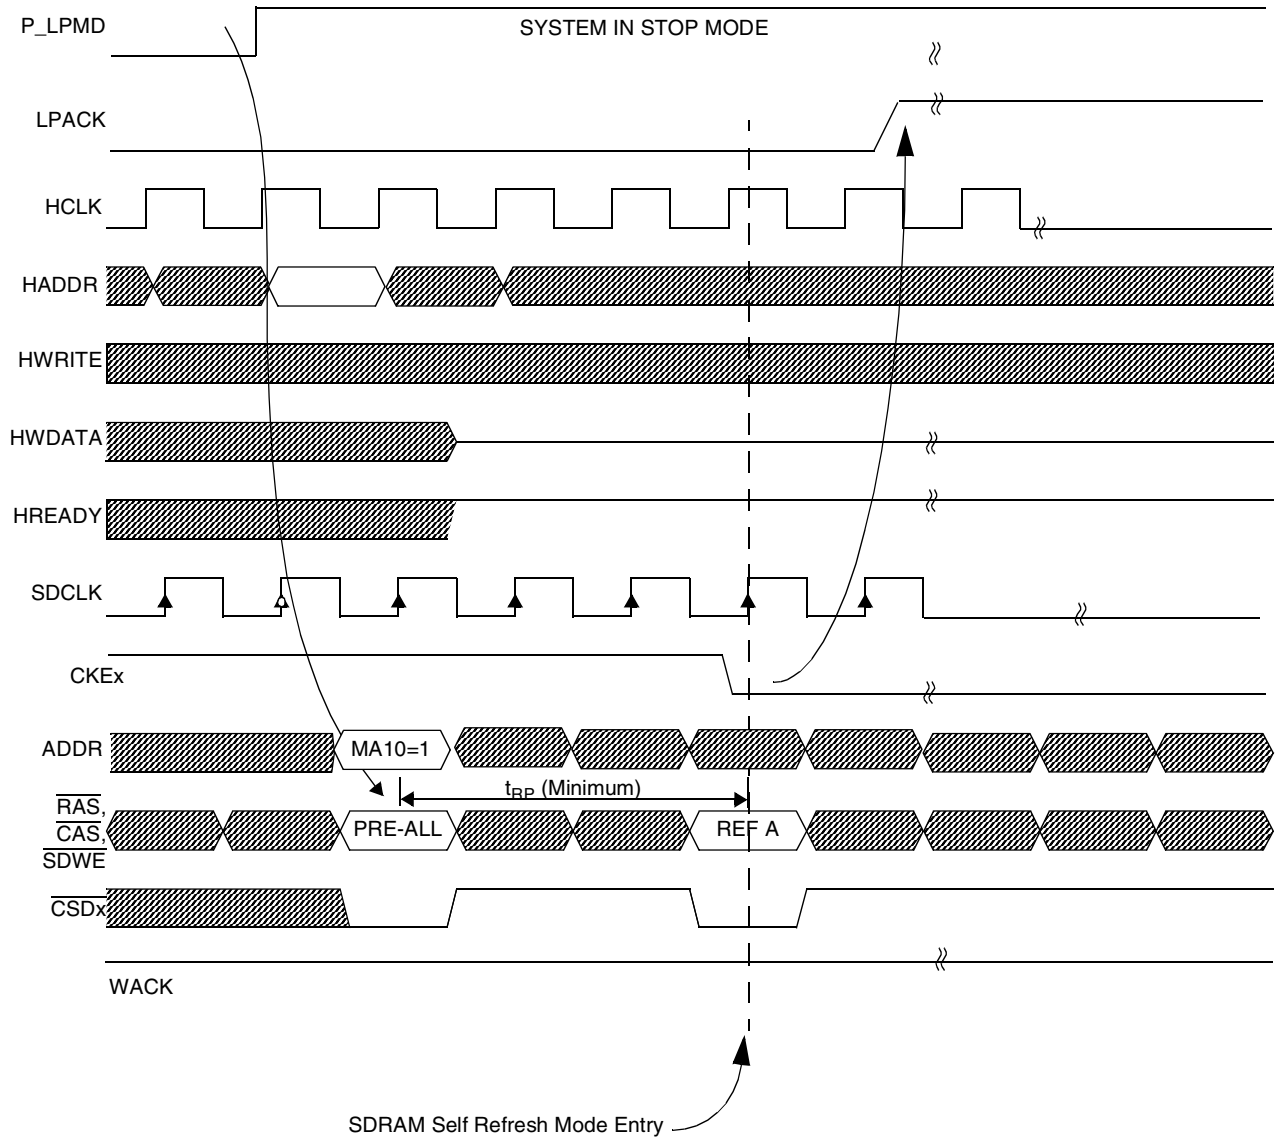 P_LPMD
SYSTEM IN STOP MODE
LPACK
HCLK
HADDR
HWRITE
HWDATA
HREADY
SDCLK
CKEx
ADDR
MA10=1
tRP (Minimum)
RAS,
CAS,
SDWE
PRE-ALL
REF A
CSDx
WACK
SDRAM Self Refresh Mode Entry